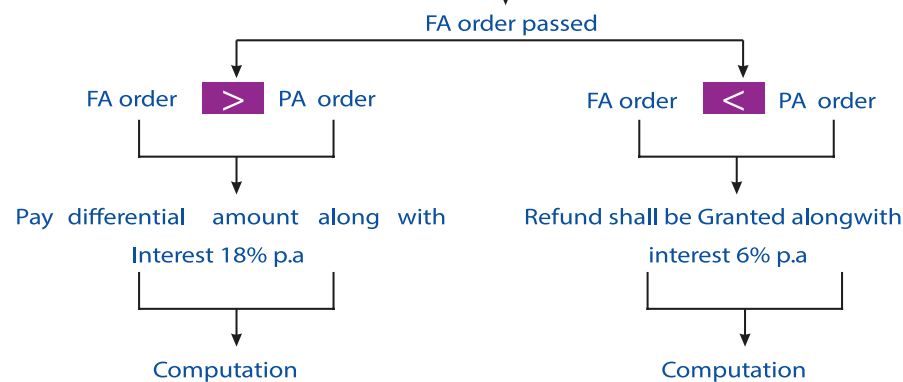 FA order passed
FA order > PA order
FA order < PA order
Pay differential amount along with
Interest 18% p.a
Refund shall be Granted alongwith
interest 6% p.a
Computation
Computation